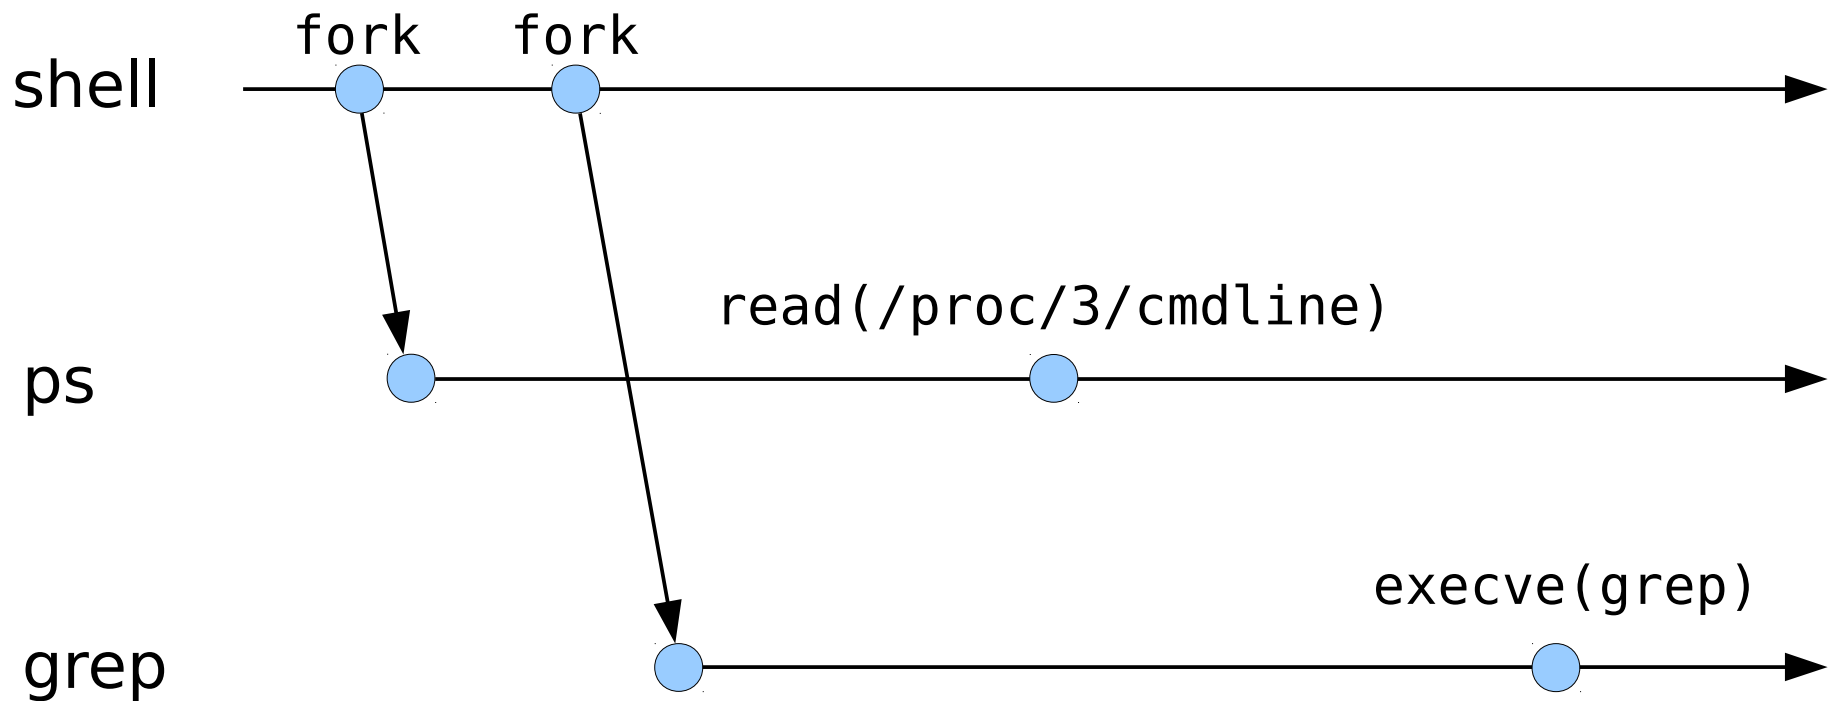 fork fork
shell
read(/proc/3/cmdline)
ps
execve(grep)
grep